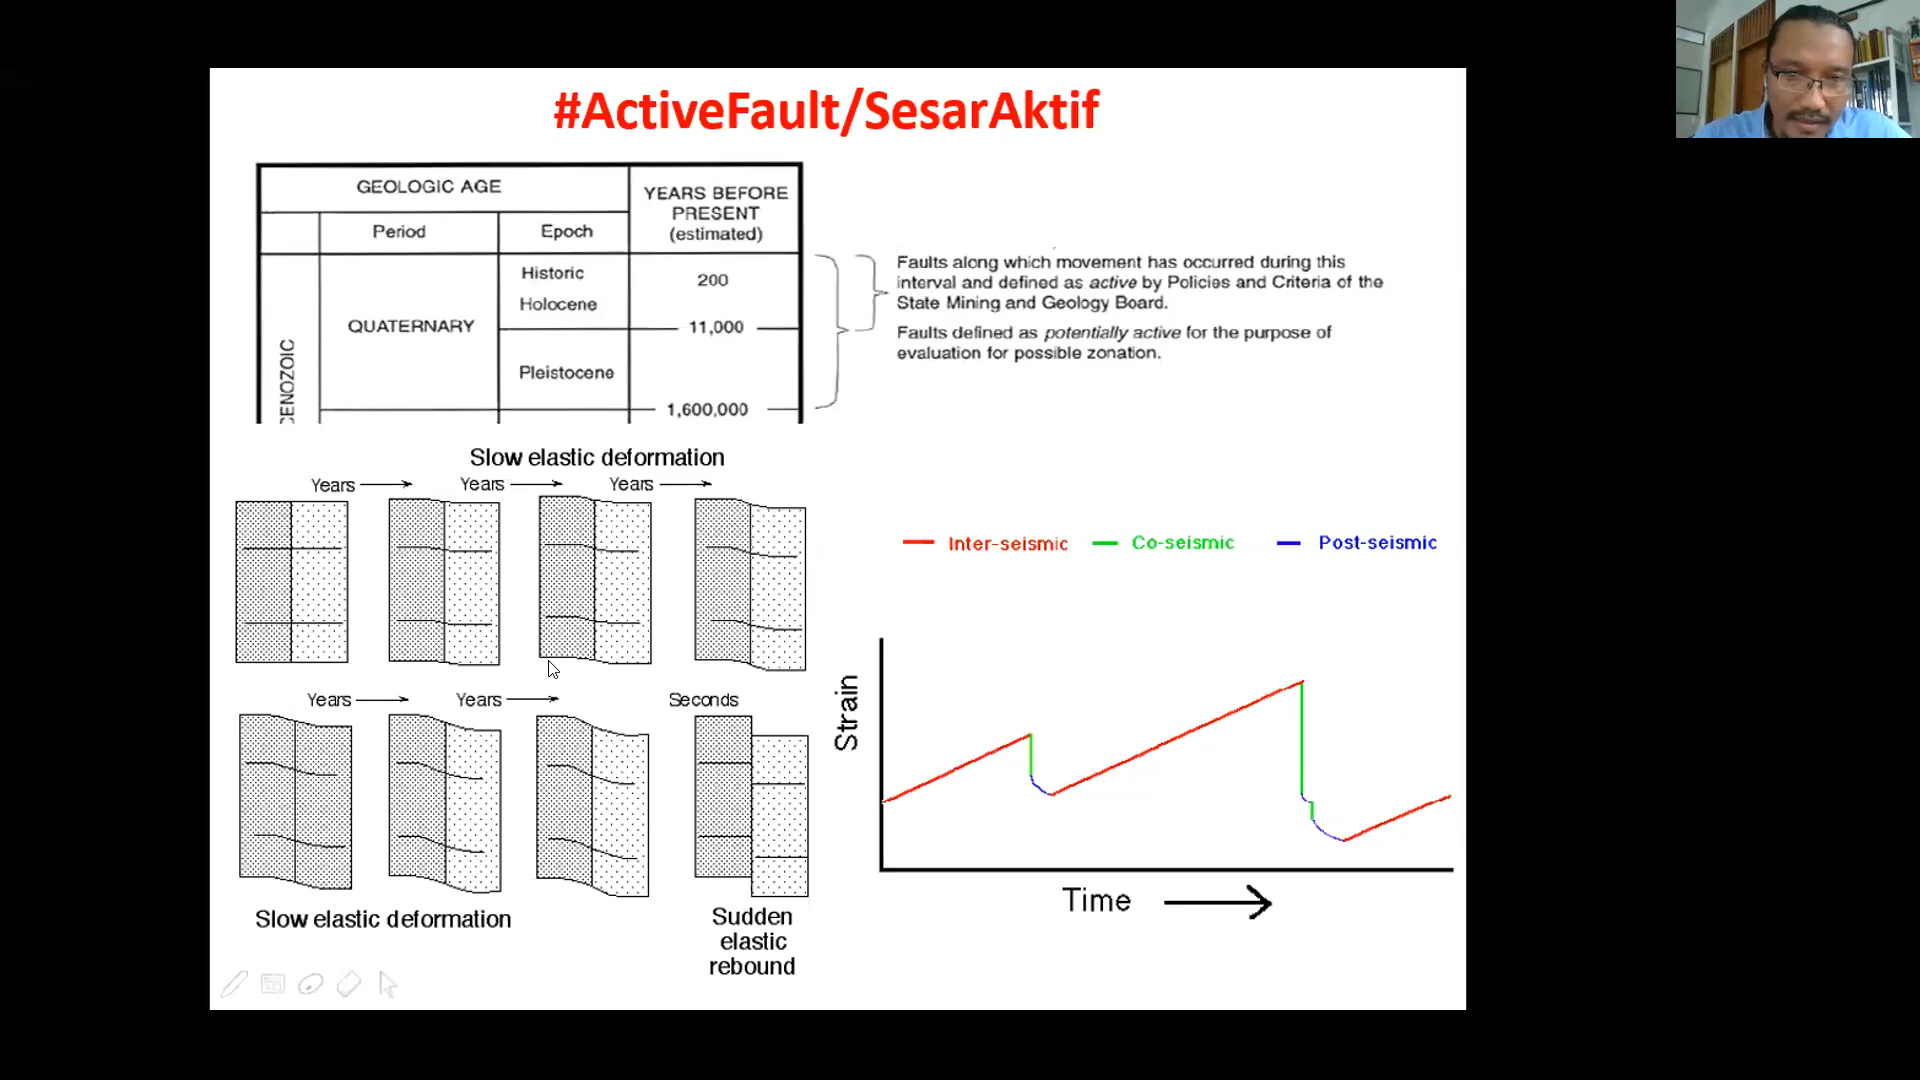 #ActiveFault/SesarAktif
GEOLOGIC AGE
YEARS BEFORE
PRESENT
(estimated)
Period
Epoch
CENOZOIC
QUATERNARY
Historic
200
Holocene
11,000
Pleistocene
1,600,000
Faults along which movement has occurred during this
interval and defined as active by Policies and Criteria of the
State Mining and Geology Board.
Faults defined as potentially active for the purpose of
evaluation for possible zonation.
Slow elastic deformation
Years
Years
Years
Years
Years
Seconds
Slow elastic deformation
Sudden
elastic
rebound
Inter-seismic
Co-seismic
Post-seismic
Strain
Time